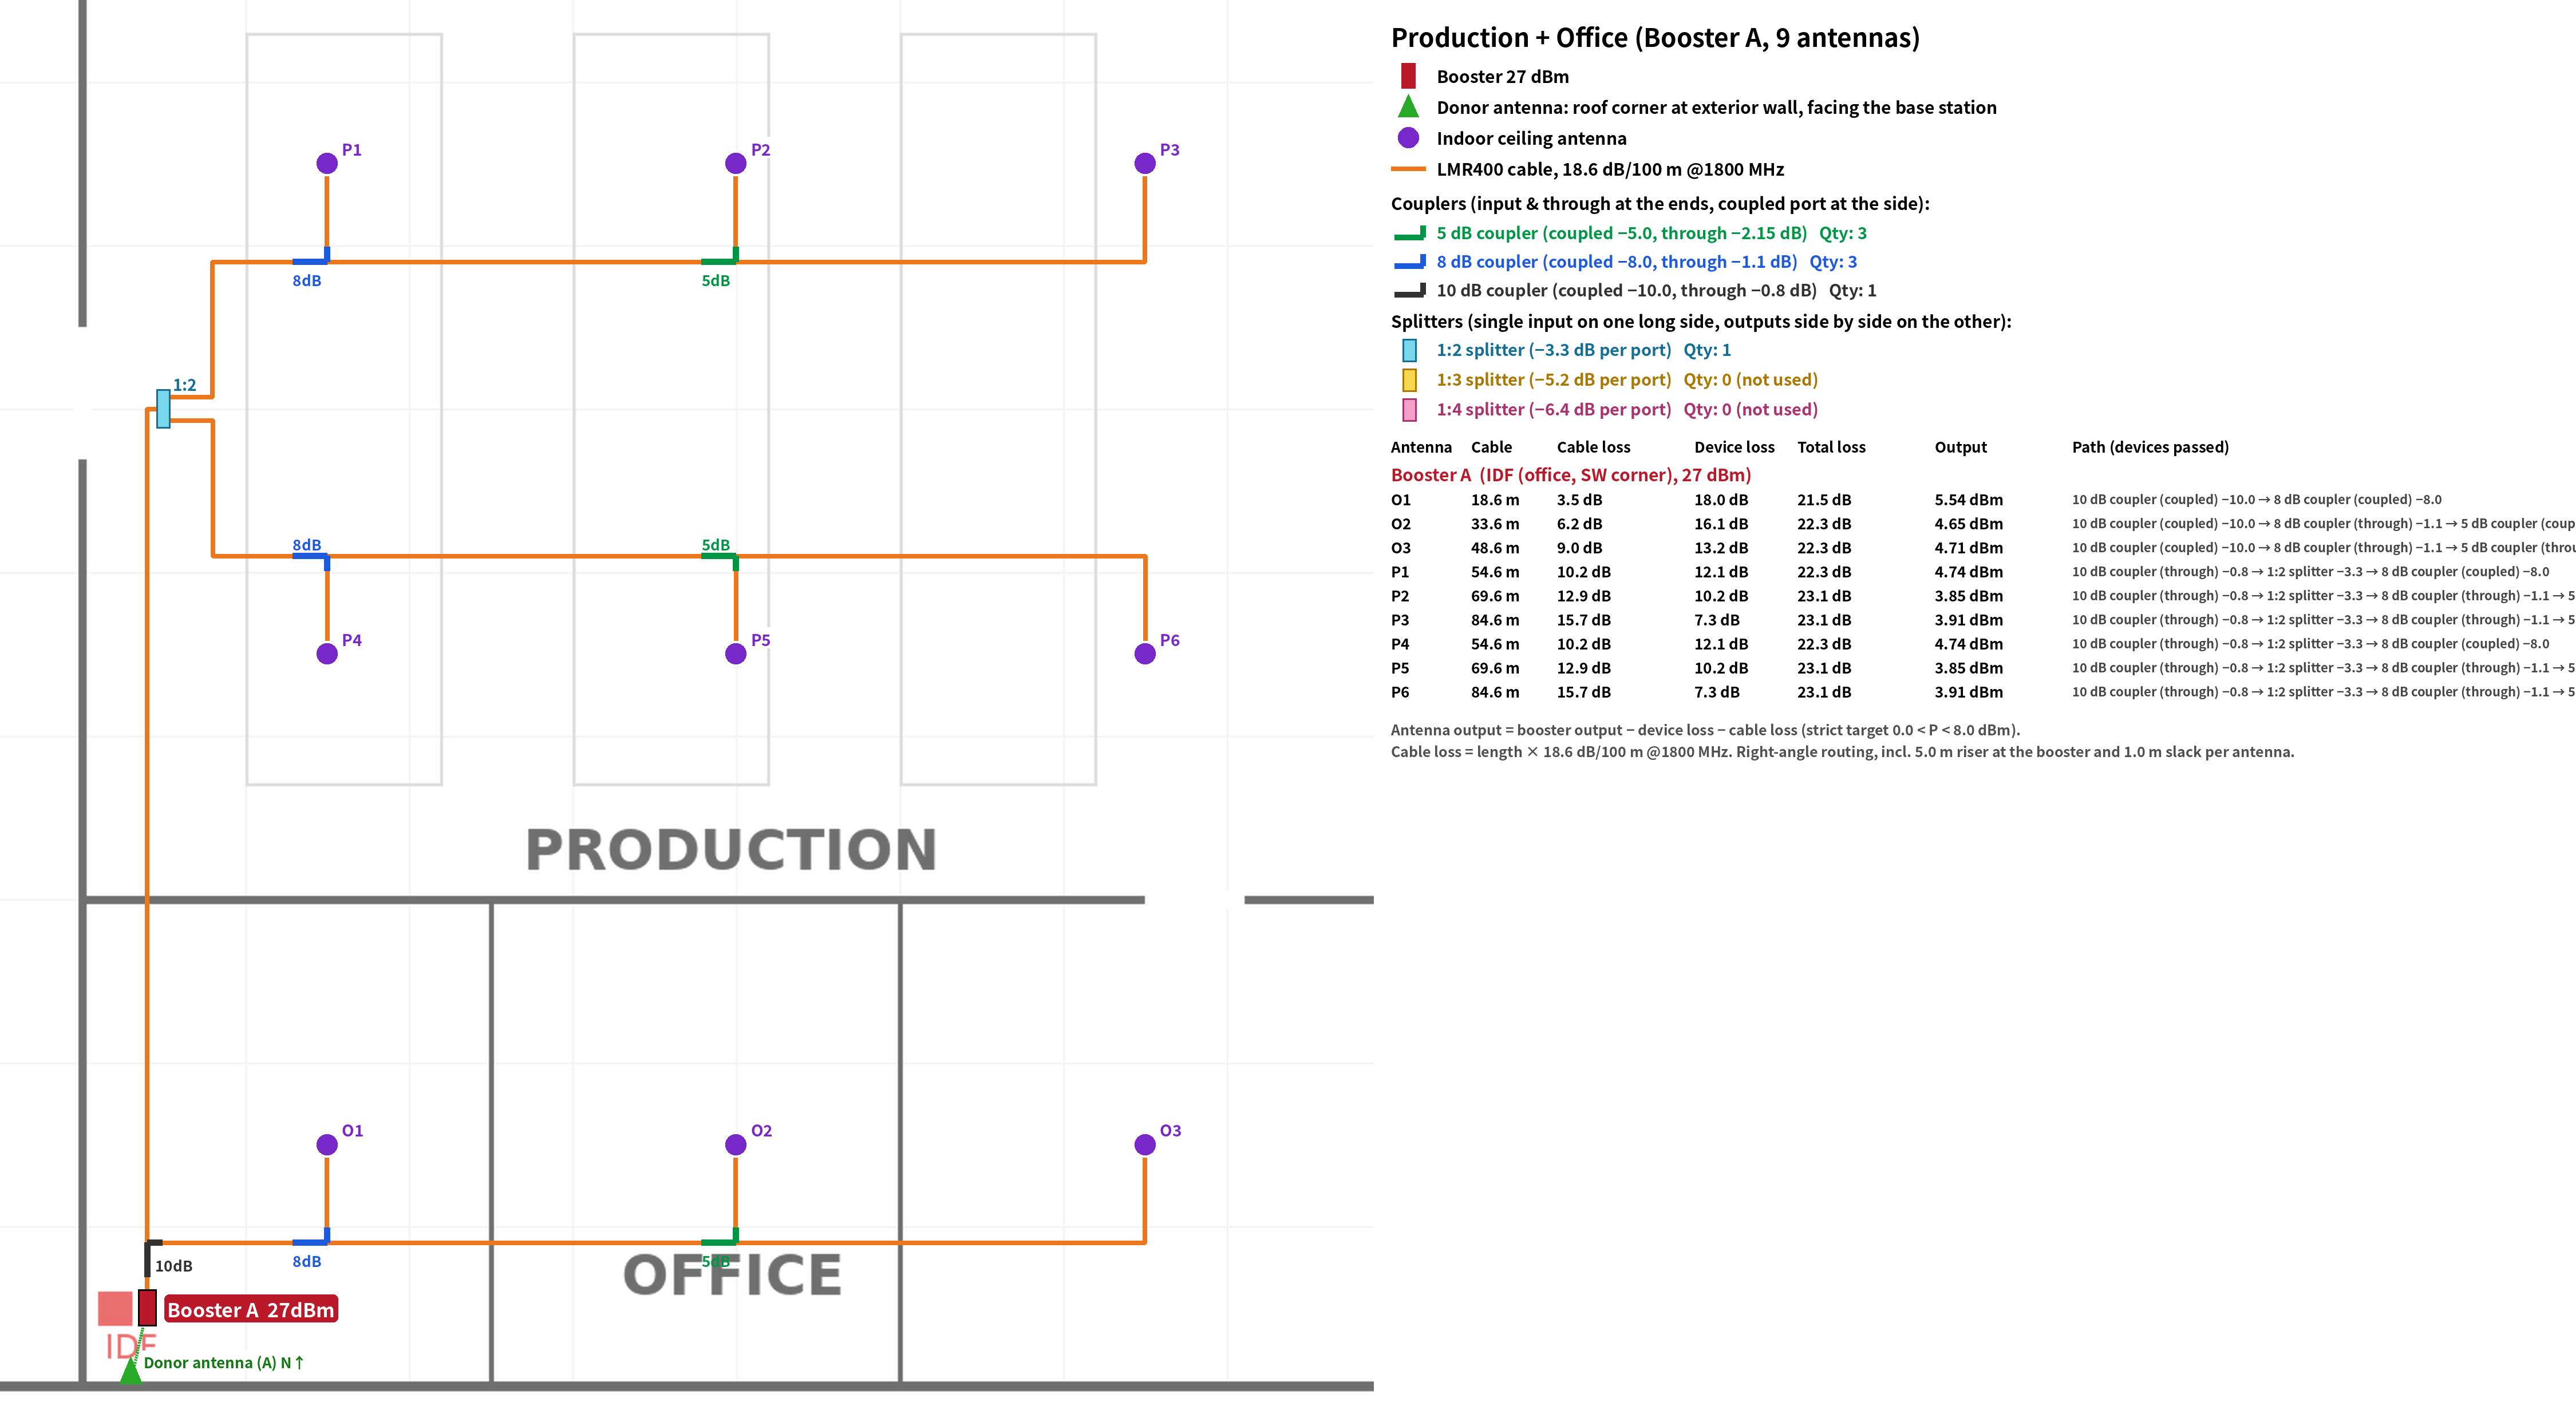 P1
P2
P3
8dB
5dB
1:2
8dB
5dB
P4
P5
P6
PRODUCTION
O1
O2
O3
10dB
8dB
5dB
OFFICE
Booster A 27dBm
IDF
Donor antenna (A) N ↑
Production + Office (Booster A, 9 antennas)
Booster 27 dBm
Donor antenna: roof corner at exterior wall, facing the base station
Indoor ceiling antenna
LMR400 cable, 18.6 dB/100 m @1800 MHz
Couplers (input & through at the ends, coupled port at the side):
5 dB coupler (coupled −5.0, through −2.15 dB) Qty: 3
8 dB coupler (coupled −8.0, through −1.1 dB) Qty: 3
10 dB coupler (coupled −10.0, through −0.8 dB) Qty: 1
Splitters (single input on one long side, outputs side by side on the other):
1:2 splitter (−3.3 dB per port) Qty: 1
1:3 splitter (−5.2 dB per port) Qty: 0 (not used)
1:4 splitter (−6.4 dB per port) Qty: 0 (not used)
Antenna Cable Cable loss Device loss Total loss Output Path (devices passed)
Booster A (IDF (office, SW corner), 27 dBm)
O1 18.6 m 3.5 dB 18.0 dB 21.5 dB 5.54 dBm 10 dB coupler (coupled) −10.0 → 8 dB coupler (coupled) −8.0
O2 33.6 m 6.2 dB 16.1 dB 22.3 dB 4.65 dBm 10 dB coupler (coupled) −10.0 → 8 dB coupler (through) −1.1 → 5 dB coupler (coup
O3 48.6 m 9.0 dB 13.2 dB 22.3 dB 4.71 dBm 10 dB coupler (coupled) −10.0 → 8 dB coupler (through) −1.1 → 5 dB coupler (throu
P1 54.6 m 10.2 dB 12.1 dB 22.3 dB 4.74 dBm 10 dB coupler (through) −0.8 → 1:2 splitter −3.3 → 8 dB coupler (coupled) −8.0
P2 69.6 m 12.9 dB 10.2 dB 23.1 dB 3.85 dBm 10 dB coupler (through) −0.8 → 1:2 splitter −3.3 → 8 dB coupler (through) −1.1 → 5
P3 84.6 m 15.7 dB 7.3 dB 23.1 dB 3.91 dBm 10 dB coupler (through) −0.8 → 1:2 splitter −3.3 → 8 dB coupler (through) −1.1 → 5
P4 54.6 m 10.2 dB 12.1 dB 22.3 dB 4.74 dBm 10 dB coupler (through) −0.8 → 1:2 splitter −3.3 → 8 dB coupler (coupled) −8.0
P5 69.6 m 12.9 dB 10.2 dB 23.1 dB 3.85 dBm 10 dB coupler (through) −0.8 → 1:2 splitter −3.3 → 8 dB coupler (through) −1.1 → 5
P6 84.6 m 15.7 dB 7.3 dB 23.1 dB 3.91 dBm 10 dB coupler (through) −0.8 → 1:2 splitter −3.3 → 8 dB coupler (through) −1.1 → 5
Antenna output = booster output − device loss − cable loss (strict target 0.0 < P < 8.0 dBm).
Cable loss = length × 18.6 dB/100 m @1800 MHz. Right-angle routing, incl. 5.0 m riser at the booster and 1.0 m slack per antenna.